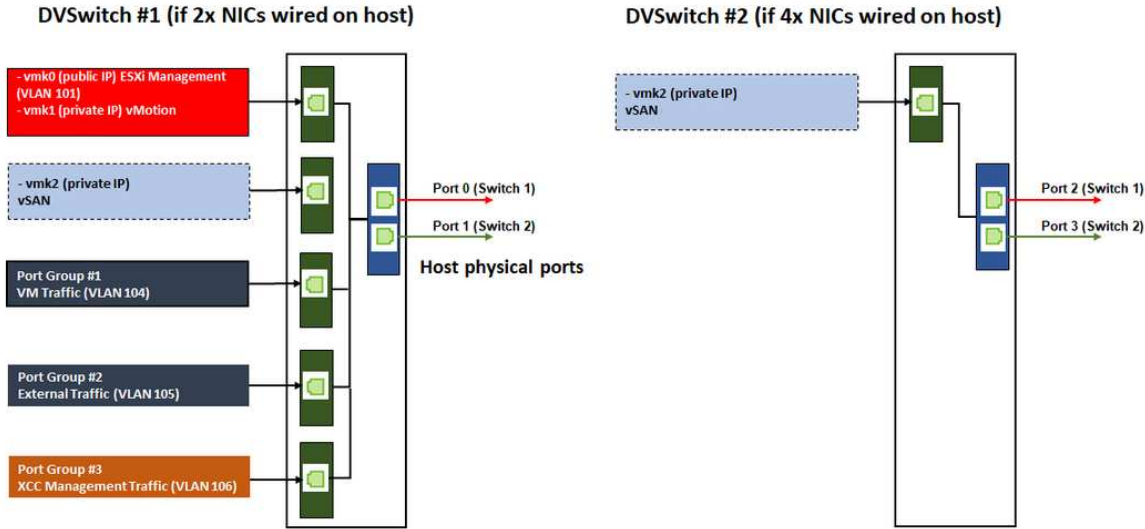 DVSwitch #1 (if 2x NICs wired on host)
- vmk0 (public IP) ESXi Management
(VLAN 101)
- vmk1 (private IP) vMotion
- vmk2 (private IP)
vSAN
Port Group #1
VM Traffic (VLAN 104)
Port Group #2
External Traffic (VLAN 105)
Port Group #3
XCC Management Traffic (VLAN 106)
Port 0 (Switch 1)
Port 1 (Switch 2)
Host physical ports
DVSwitch #2 (if 4x NICs wired on host)
- vmk2 (private IP)
vSAN
Port 2 (Switch 1)
Port 3 (Switch 2)